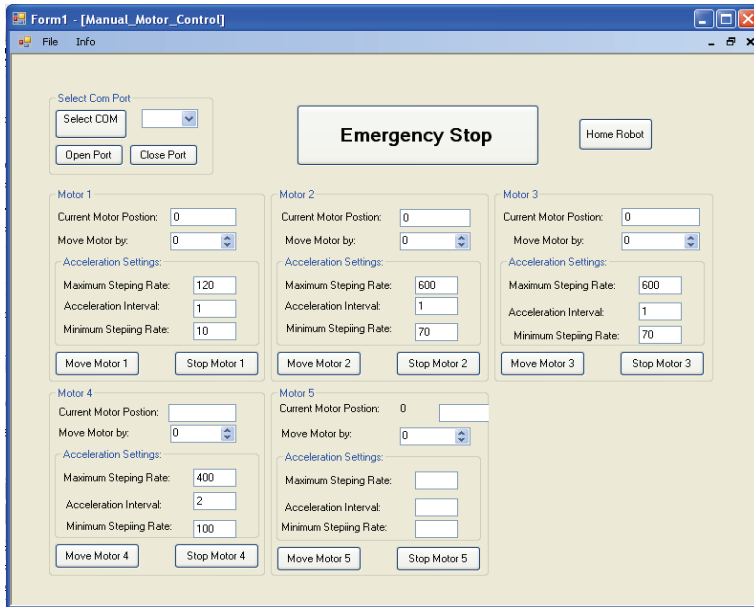 Form1 - [Manual_Motor_Control]
File Info
Select Com Port
Select COM
Open Port Close Port
Emergency Stop
Home Robot
Motor 1
Current Motor Postion: 0
Move Motor by: 0
Acceleration Settings:
Maximum Steping Rate: 120
Acceleration Interval: 1
Minimum Stepiing Rate: 10
Move Motor 1 Stop Motor 1
Motor 2
Current Motor Postion: 0
Move Motor by: 0
Acceleration Settings:
Maximum Steping Rate: 600
Acceleration Interval: 1
Minimum Stepiing Rate: 70
Move Motor 2 Stop Motor 2
Motor 3
Current Motor Postion: 0
Move Motor by: 0
Acceleration Settings:
Maximum Steping Rate: 600
Acceleration Interval: 1
Minimum Stepiing Rate: 70
Move Motor 3 Stop Motor 3
Motor 4
Current Motor Postion:
Move Motor by: 0
Acceleration Settings:
Maximum Steping Rate: 400
Acceleration Interval: 2
Minimum Stepiing Rate: 100
Move Motor 4 Stop Motor 4
Motor 5
Current Motor Postion: 0
Move Motor by: 0
Acceleration Settings:
Maximum Steping Rate:
Acceleration Interval:
Minimum Stepiing Rate:
Move Motor 5 Stop Motor 5